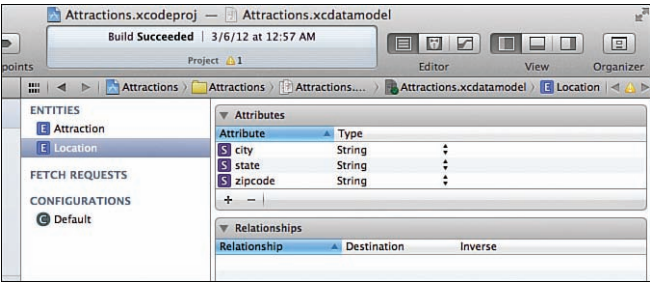 Attractions.xcodeproj — Attractions.xcdatamodel
Build Succeeded | 3/6/12 at 12:57 AM
Project 1
points
Editor View Organizer
Attractions Attractions Attractions.... Attractions.xcdatamodel E Location
ENTITIES
E Attraction
E Location
FETCH REQUESTS
CONFIGURATIONS
C Default
Attributes
Attribute Type
S city String
S state String
S zipcode String
+ −
Relationships
Relationship Destination Inverse